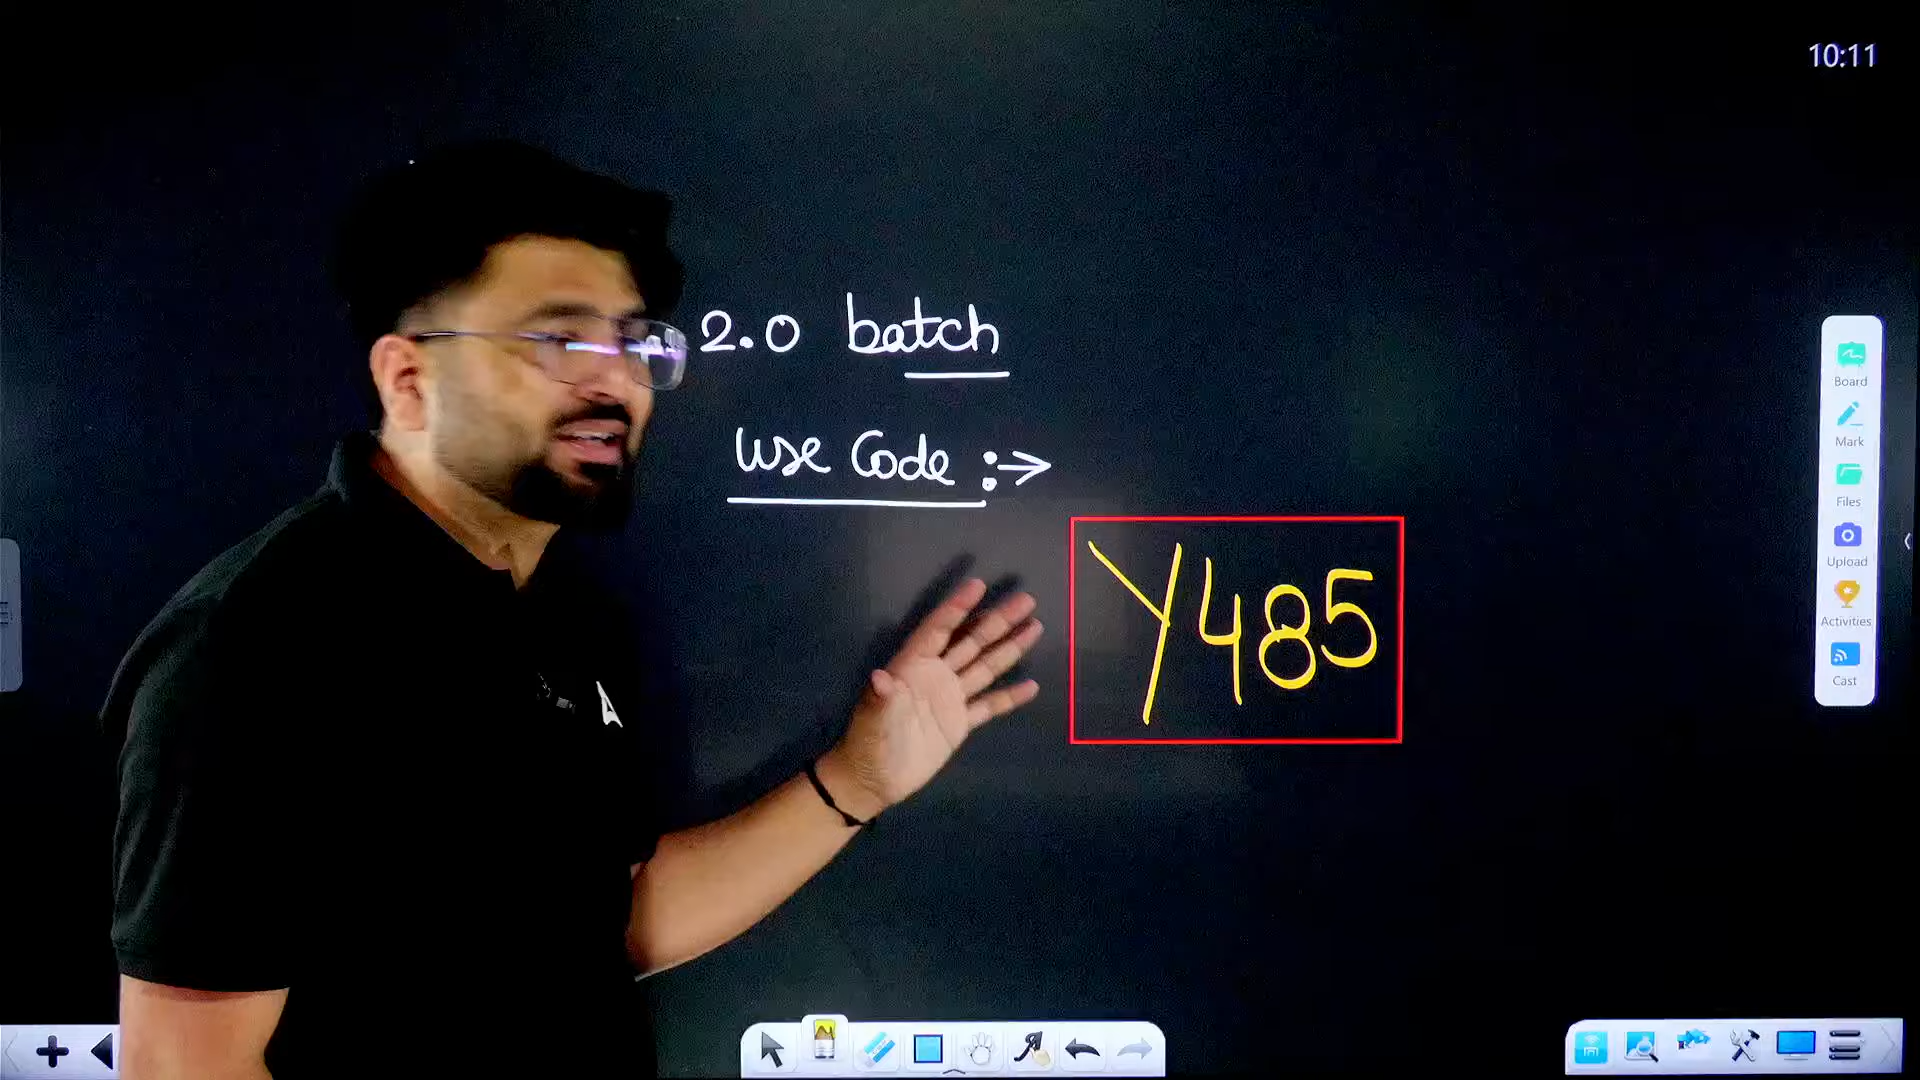 10:11
2.0 batch
Use Code :→
Y485
Board
Mark
Files
Upload
Activities
Cast